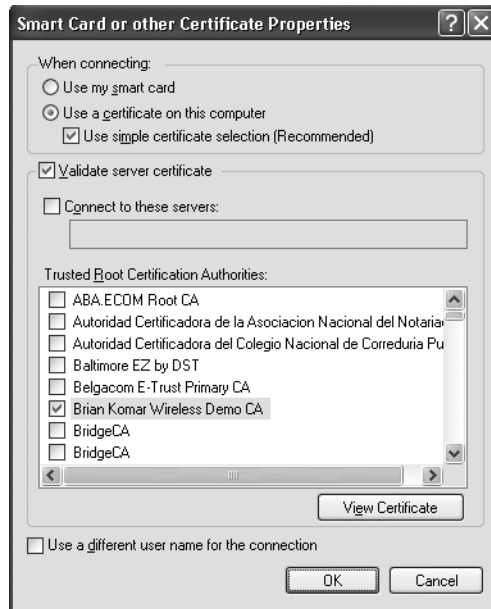 Smart Card or other Certificate Properties
When connecting:
Use my smart card
Use a certificate on this computer
Use simple certificate selection (Recommended)
Validate server certificate
Connect to these servers:
Trusted Root Certification Authorities:
ABA.ECOM Root CA
Autoridad Certificadora de la Asociacion Nacional del Notaria
Autoridad Certificadora del Colegio Nacional de Correduria Pu
Baltimore EZ by DST
Belgacom E-Trust Primary CA
Brian Komar Wireless Demo CA
BridgeCA
BridgeCA
View Certificate
Use a different user name for the connection
OK Cancel